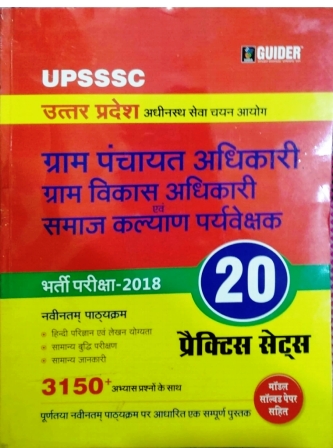 GUIDER
UPSSSC
उत्तर प्रदेश अधीनस्थ सेवा चयन आयोग
ग्राम पंचायत अधिकारी
ग्राम विकास अधिकारी
एवं
समाज कल्याण पर्यवेक्षक
भर्ती परीक्षा-2018
20
नवीनतम् पाठ्यक्रम
हिन्दी परिज्ञान एवं लेखन योग्यता
सामान्य बुद्धि परीक्षण
सामान्य जानकारी
प्रैक्टिस सेट्स
3150+ अभ्यास प्रश्नों के साथ
मॉडल
सॉल्वड पेपर
सहित
पूर्णतया नवीनतम् पाठ्यक्रम पर आधारित एक सम्पूर्ण पुस्तक